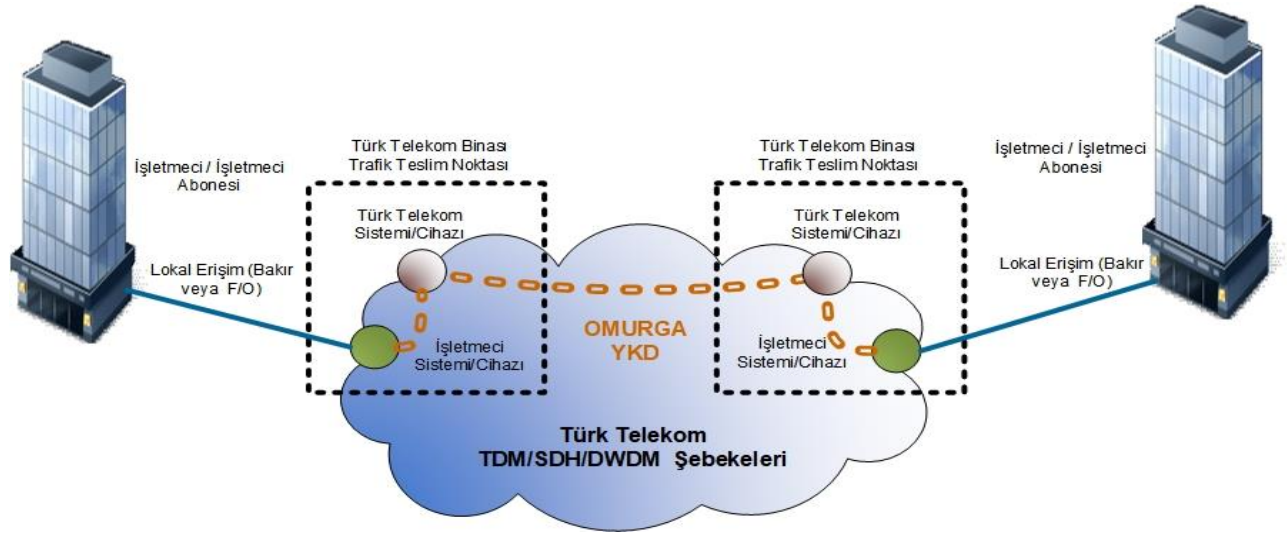 İşletmeci / İşletmeci
Abonesi
Türk Telekom Binası
Trafik Teslim Noktası
Türk Telekom
Sistemi/Cihazı
Lokal Erişim (Bakır
veya F/O)
İşletmeci
Sistemi/Cihazı
OMURGA
YKD
Türk Telekom
TDM/SDH/DWDM Şebekeleri
Türk Telekom Binası
Trafik Teslim Noktası
Türk Telekom
Sistemi/Cihazı
İşletmeci
Sistemi/Cihazı
İşletmeci / İşletmeci
Abonesi
Lokal Erişim (Bakır
veya F/O)